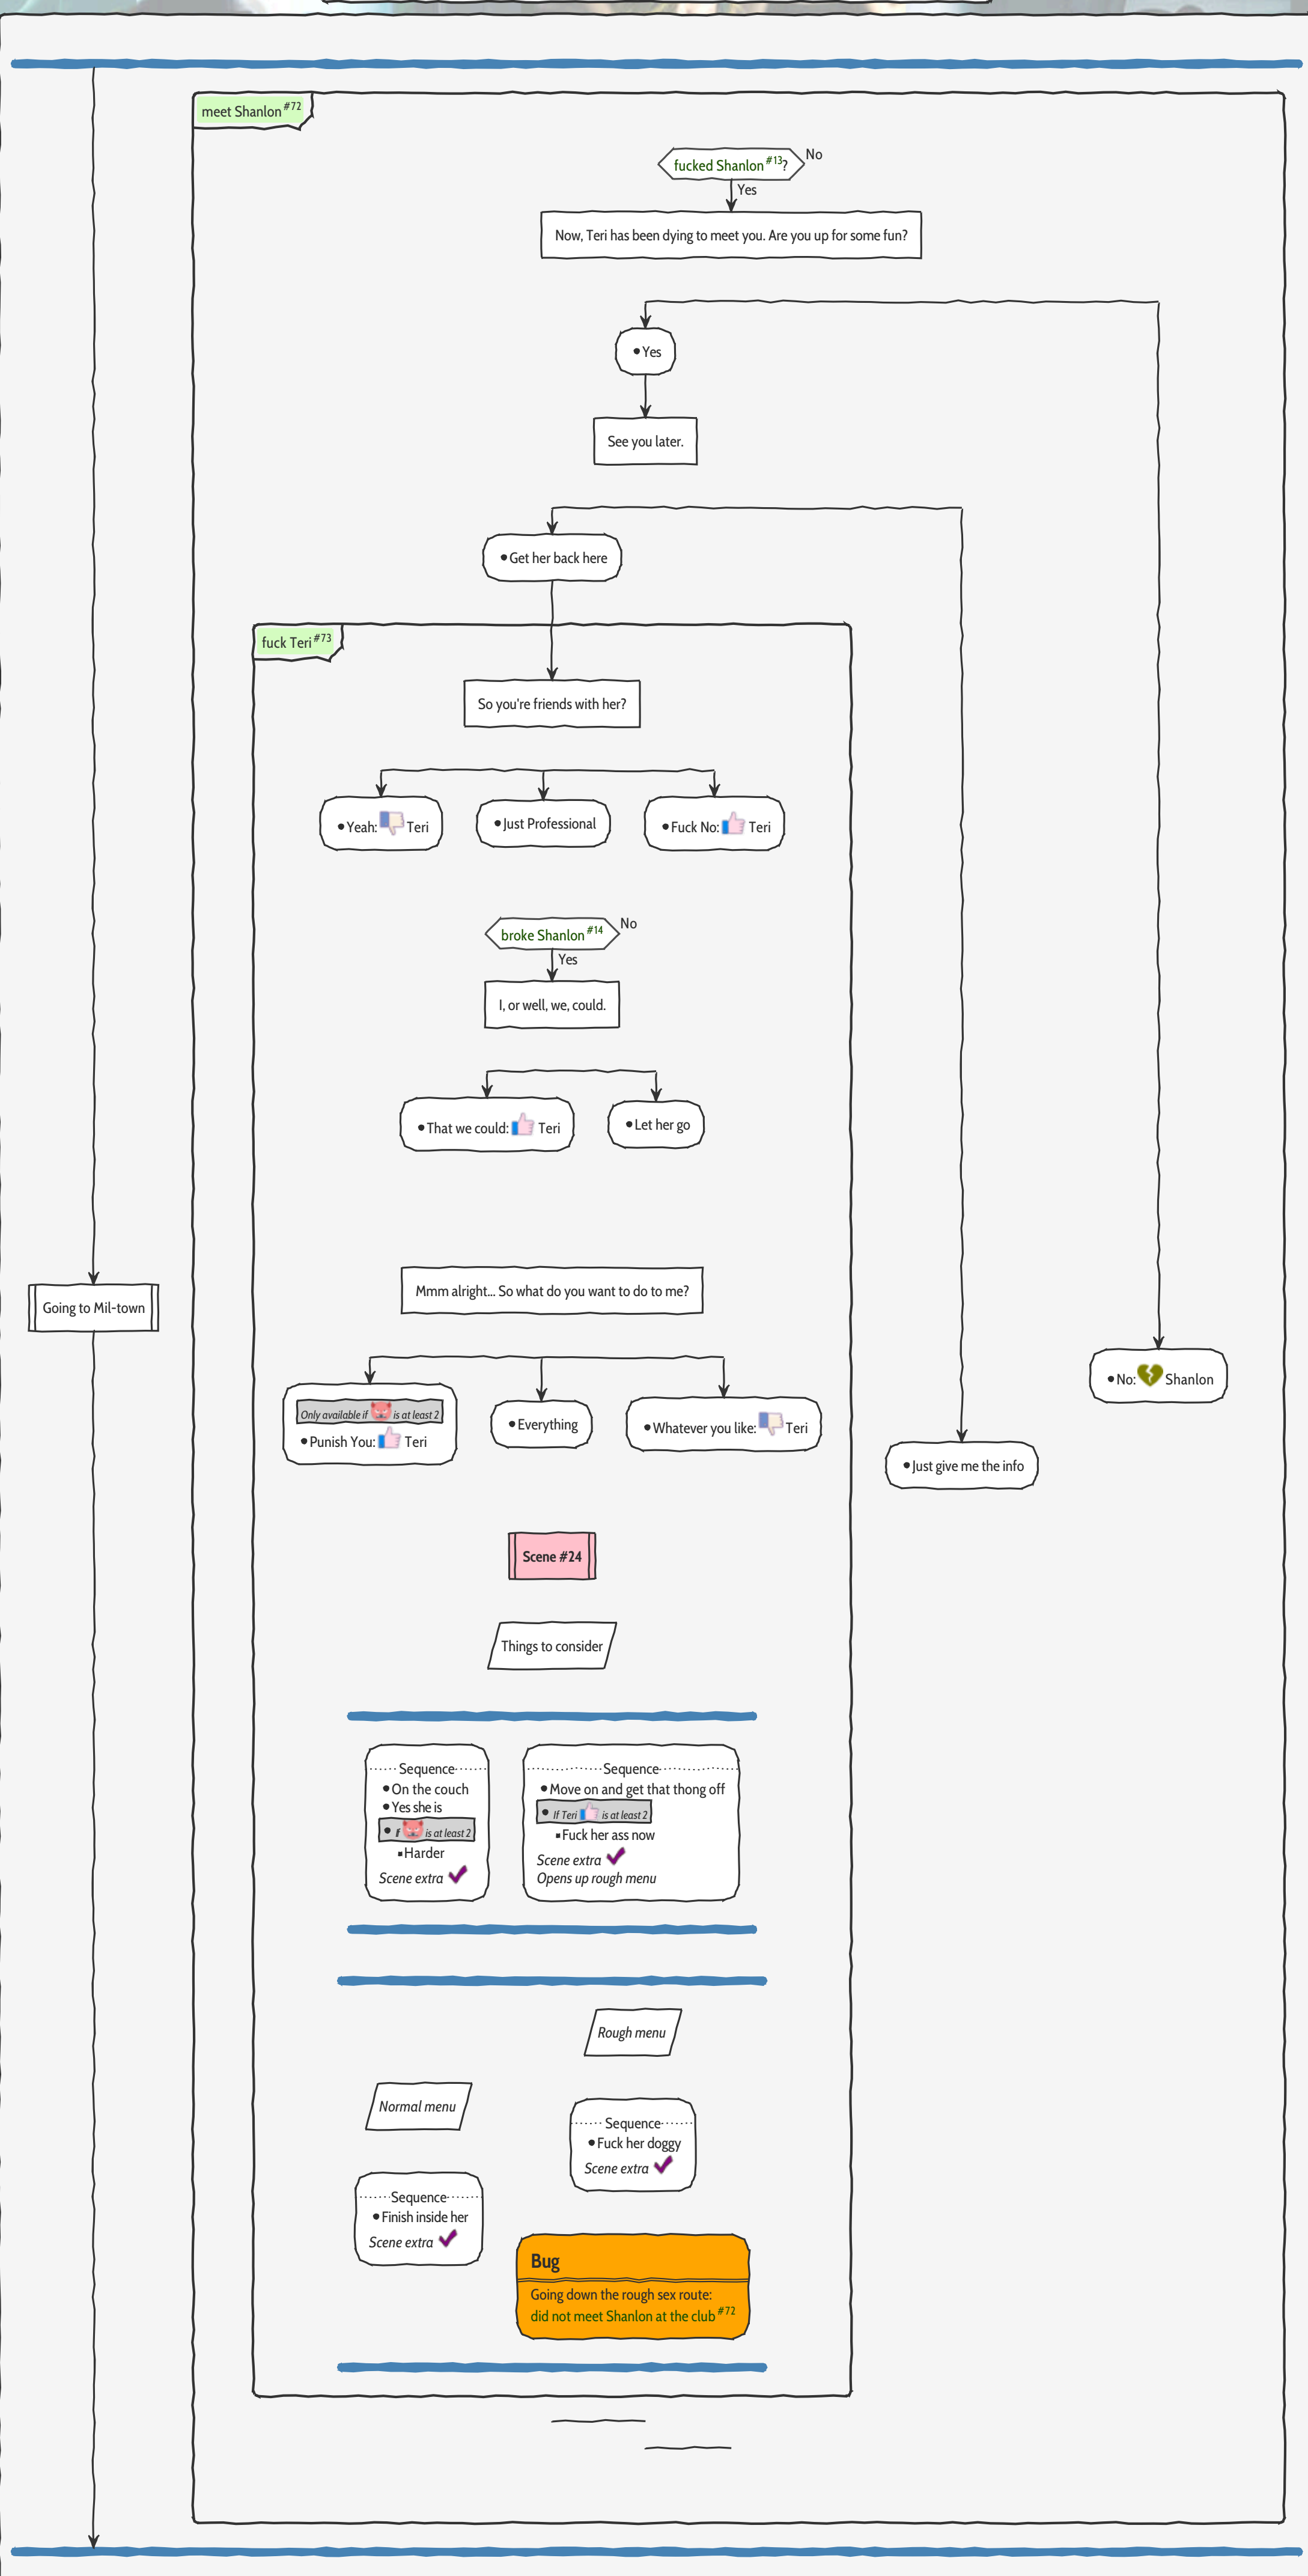 meet Shanlon #72
fucked Shanlon #13?
No
Yes
Now, Teri has been dying to meet you. Are you up for some fun?
•Yes
See you later.
•Get her back here
fuck Teri #73
So you're friends with her?
•Yeah: Teri
•Just Professional
•Fuck No: Teri
broke Shanlon #14
No
Yes
I, or well, we, could.
•That we could: Teri
•Let her go
Mmm alright... So what do you want to do to me?
Going to Mil-town
•No: Shanlon
Only available if is at least 2
•Punish You: Teri
•Everything
•Whatever you like: Teri
•Just give me the info
Scene #24
Things to consider
Sequence
•On the couch
•Yes she is
• If is at least 2
▪Harder
Scene extra ✔
Sequence
•Move on and get that thong off
• If Teri is at least 2
▪Fuck her ass now
Scene extra ✔
Opens up rough menu
Rough menu
Normal menu
Sequence
•Fuck her doggy
Scene extra ✔
Sequence
•Finish inside her
Scene extra ✔
Bug
Going down the rough sex route:
did not meet Shanlon at the club #72